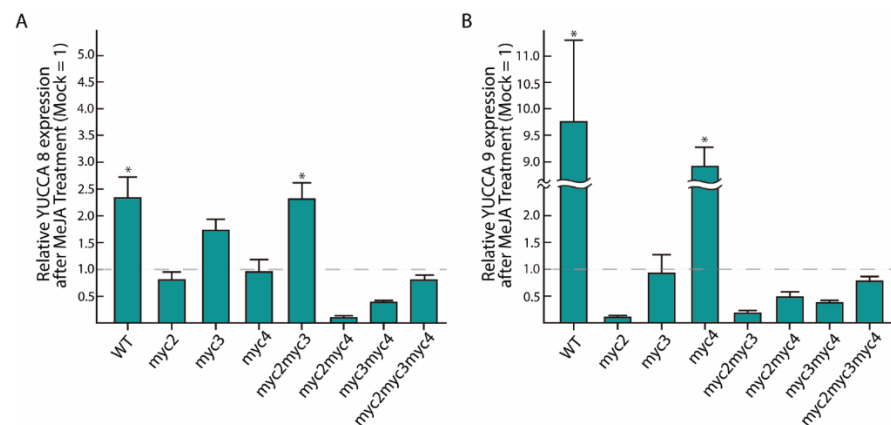 A
Relative YUCCA 8 expression
after MeJA Treatment (Mock = 1)
5.0
4.5
4.0
3.5
3.0
2.5
2.0
1.5
1.0
0.5
*
*
WT
myc2
myc3
myc4
myc2myc3
myc2myc4
myc3myc4
myc2myc3myc4
B
Relative YUCCA 9 expression
after MeJA Treatment (Mock = 1)
11.0
10.5
10.0
9.5
9.0
2.0
1.5
1.0
0.5
*
*
WT
myc2
myc3
myc4
myc2myc3
myc2myc4
myc3myc4
myc2myc3myc4